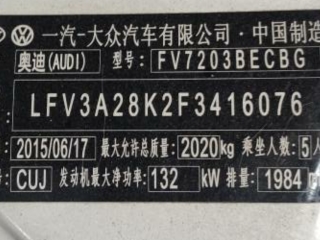 一汽-大众汽车有限公司·中国制造
奥迪(AUDI) 型号: FV7203BECBG
LFV3A28K2F3416076
: 2015/06/17 最大允许总质量: 2020kg 乘坐人数: 5人
: CUJ 发动机最大净功率: 132 kW 排量: 1984